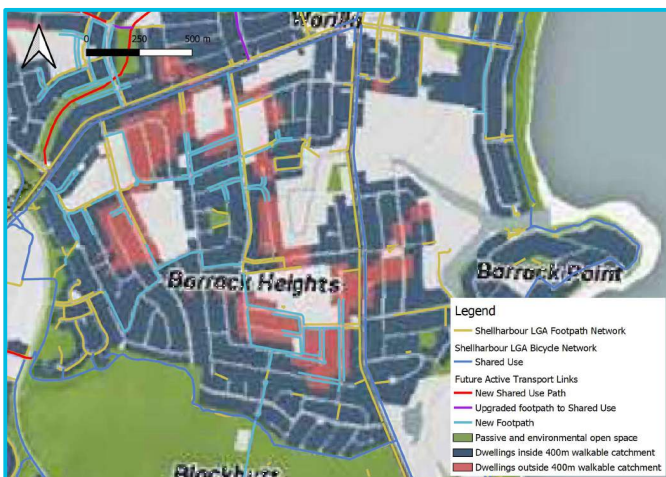 Warilla
0 250 500 m
Barrack Heights
Barrack Point
Blackbutt
Legend
Shellharbour LGA Footpath Network
Shellharbour LGA Bicycle Network
Shared Use
Future Active Transport Links
New Shared Use Path
Upgraded footpath to Shared Use
New Footpath
Passive and environmental open space
Dwellings inside 400m walkable catchment
Dwellings outside 400m walkable catchment